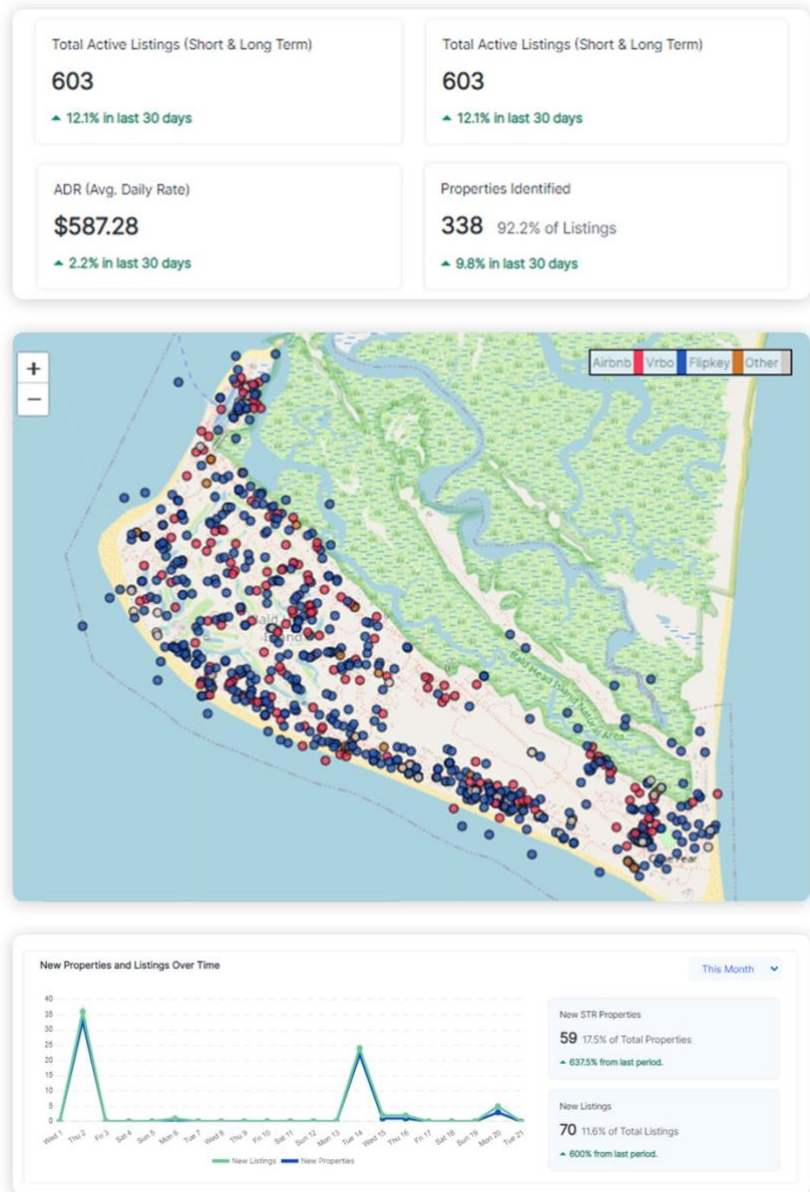 Total Active Listings (Short & Long Term)
603
12.1% in last 30 days
Total Active Listings (Short & Long Term)
603
12.1% in last 30 days
ADR (Avg. Daily Rate)
$587.28
2.2% in last 30 days
Properties Identified
338 92.2% of Listings
9.8% in last 30 days
+
−
Airbnb Vrbo Flipkey Other
Bald
Island
Bald Head Island Natural Area
New Properties and Listings Over Time
This Month
40
35
30
25
20
15
10
5
0
Wed 1 Thu 2 Fri 3 Sat 4 Sun 5 Mon 6 Tue 7 Wed 8 Thu 9 Fri 10 Sat 11 Sun 12 Mon 13 Tue 14 Wed 15 Thu 16 Fri 17 Sat 18 Sun 19 Mon 20 Tue 21
New Listings New Properties
New STR Properties
59 17.5% of Total Properties
637.5% from last period.
New Listings
70 11.6% of Total Listings
600% from last period.